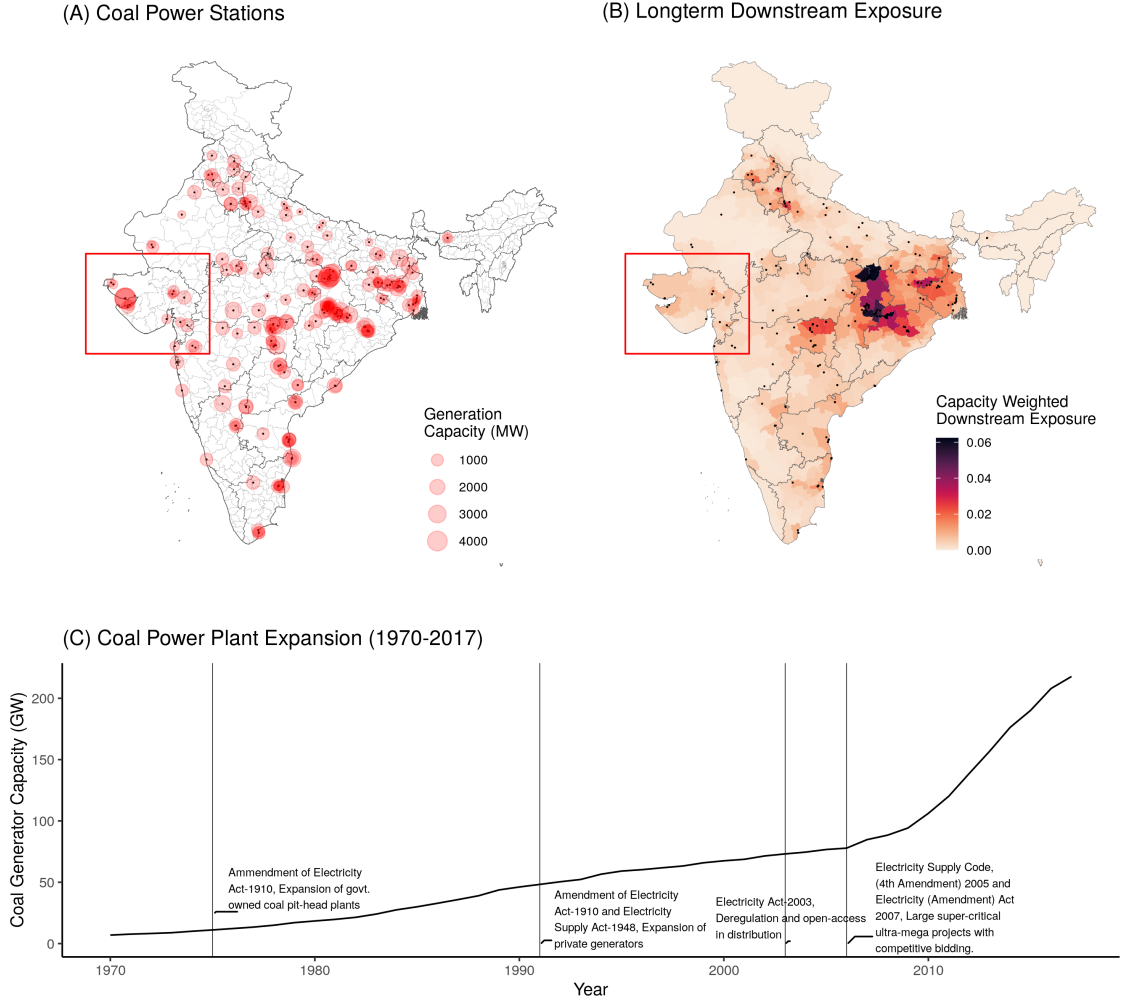 (A) Coal Power Stations
(B) Longterm Downstream Exposure
Generation
Capacity (MW)
1000
2000
3000
4000
Capacity Weighted
Downstream Exposure
0.06
0.04
0.02
0.00
(C) Coal Power Plant Expansion (1970-2017)
Coal Generator Capacity (GW)
200
150
100
50
0
Ammendment of Electricity
Act-1910, Expansion of govt.
owned coal pit-head plants
Amendment of Electricity
Act-1910 and Electricity
Supply Act-1948, Expansion of
private generators
Electricity Act-2003,
Deregulation and open-access
in distribution
Electricity Supply Code,
(4th Amendment) 2005 and
Electricity (Amendment) Act
2007, Large super-critical
ultra-mega projects with
competitive bidding.
1970
1980
1990
2000
2010
Year